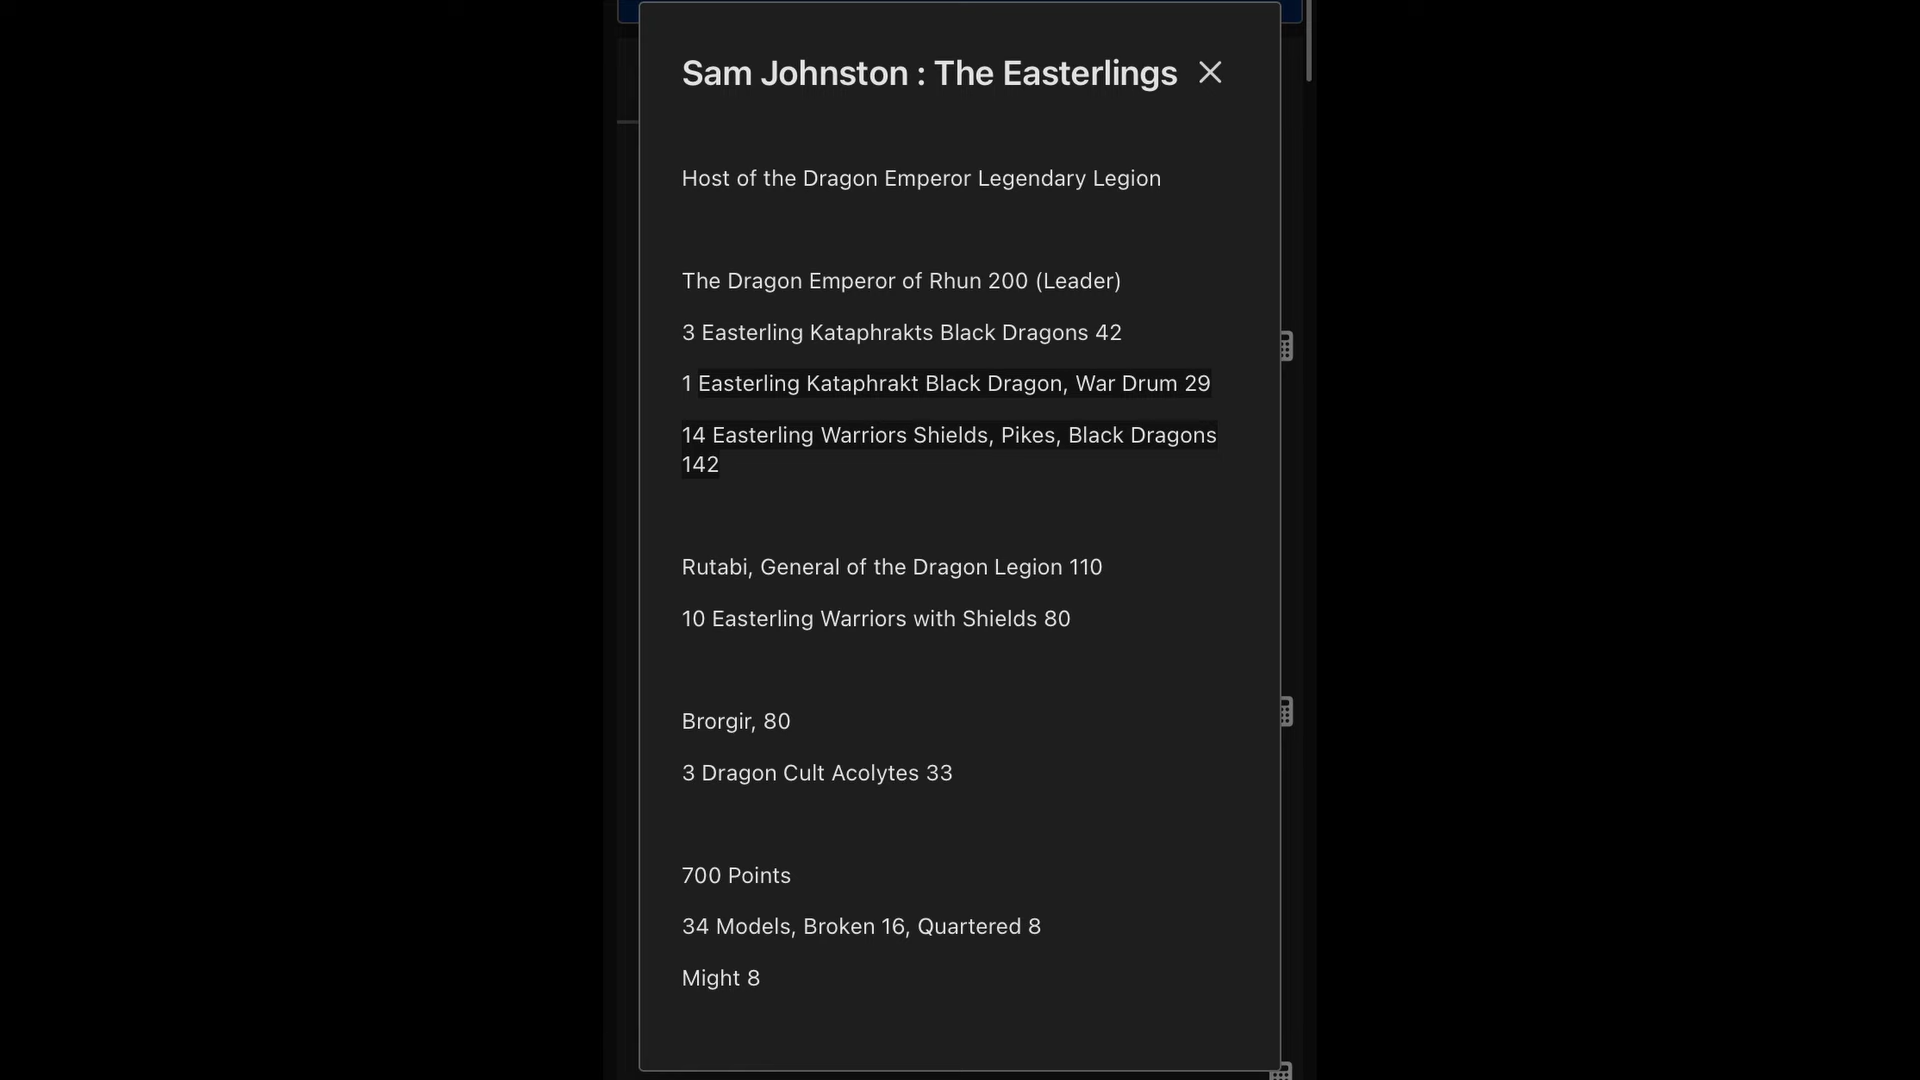 Sam Johnston : The Easterlings
Host of the Dragon Emperor Legendary Legion
The Dragon Emperor of Rhun 200 (Leader)
3 Easterling Kataphrakts Black Dragons 42
1 Easterling Kataphrakt Black Dragon, War Drum 29
14 Easterling Warriors Shields, Pikes, Black Dragons
142
Rutabi, General of the Dragon Legion 110
10 Easterling Warriors with Shields 80
Brorgir, 80
3 Dragon Cult Acolytes 33
700 Points
34 Models, Broken 16, Quartered 8
Might 8